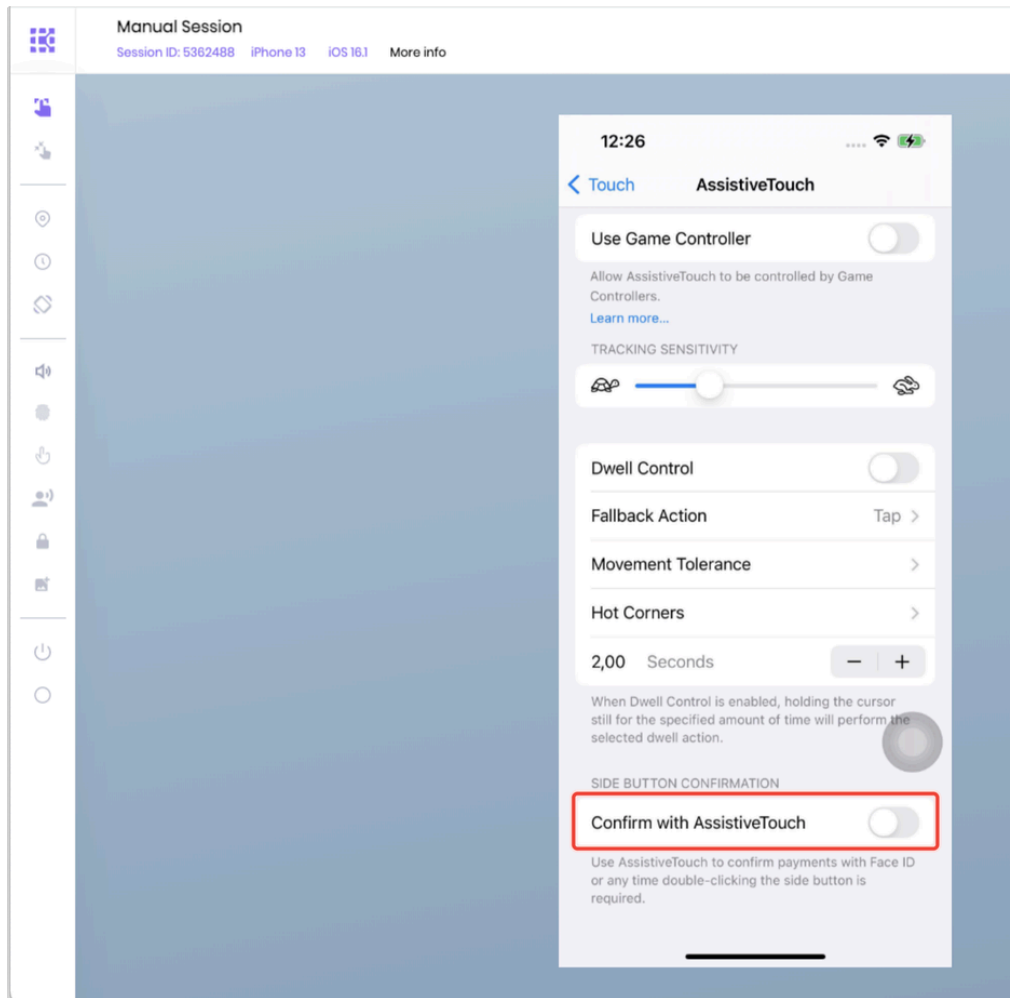 Manual Session
Session ID: 5362488 iPhone 13 iOS 16.1 More info
12:26
Touch AssistiveTouch
Use Game Controller
Allow AssistiveTouch to be controlled by Game
Controllers.
Learn more...
TRACKING SENSITIVITY
Dwell Control
Fallback Action Tap
Movement Tolerance
Hot Corners
2,00 Seconds − +
When Dwell Control is enabled, holding the cursor
still for the specified amount of time will perform the
selected dwell action.
SIDE BUTTON CONFIRMATION
Confirm with AssistiveTouch
Use AssistiveTouch to confirm payments with Face ID
or any time double-clicking the side button is
required.